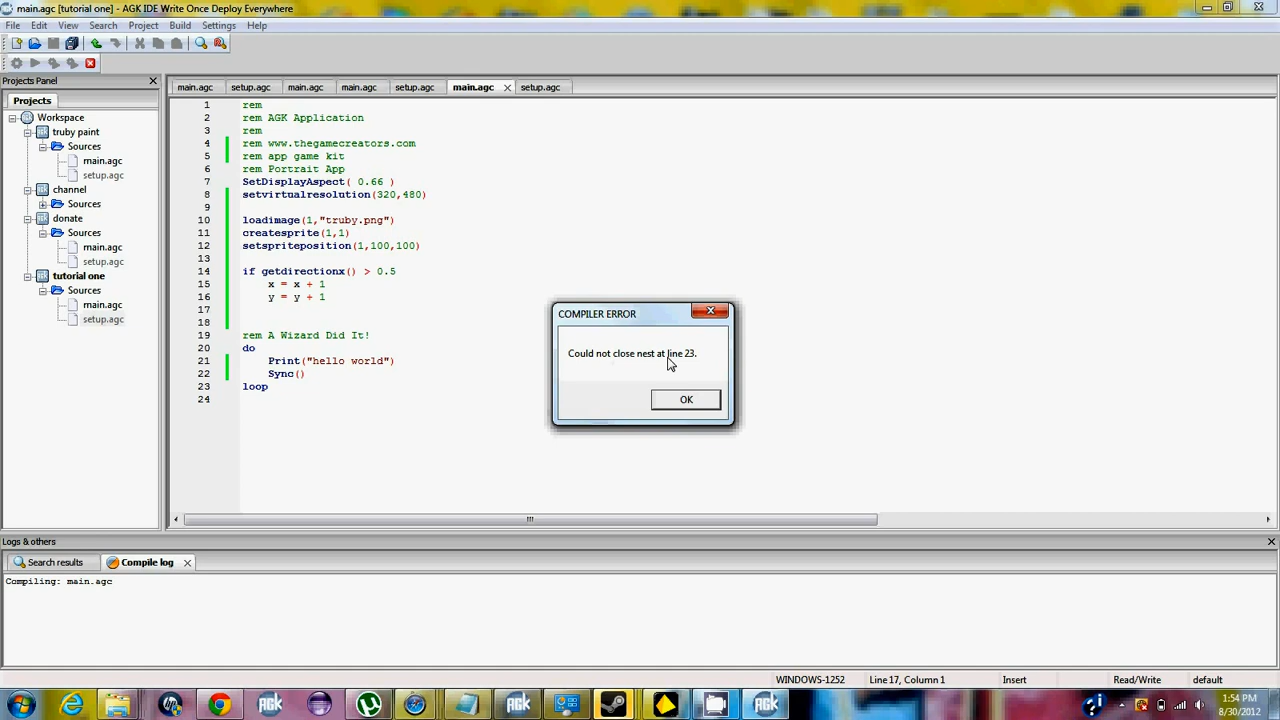 main.agc [tutorial one] - AGK IDE Write Once Deploy Everywhere
File Edit View Search Project Build Settings Help
Projects Panel
Projects
Workspace
truby paint
Sources
main.agc
setup.agc
channel
Sources
donate
Sources
main.agc
setup.agc
tutorial one
Sources
main.agc
setup.agc
main.agc setup.agc main.agc main.agc setup.agc main.agc setup.agc
1 rem
2 rem AGK Application
3 rem
4 rem www.thegamecreators.com
5 rem app game kit
6 rem Portrait App
7 SetDisplayAspect( 0.66 )
8 setvirtualresolution(320,480)
9
10 loadimage(1,"truby.png")
11 createsprite(1,1)
12 setspriteposition(1,100,100)
13
14 if getdirectionx() > 0.5
15 x = x + 1
16 y = y + 1
17
18
19 rem A Wizard Did It!
20 do
21 Print("hello world")
22 Sync()
23 loop
24
COMPILER ERROR
Could not close nest at line 23.
OK
Logs & others
Search results Compile log
Compiling: main.agc
WINDOWS-1252 Line 17, Column 1 Insert Read/Write default
1:54 PM
8/30/2012